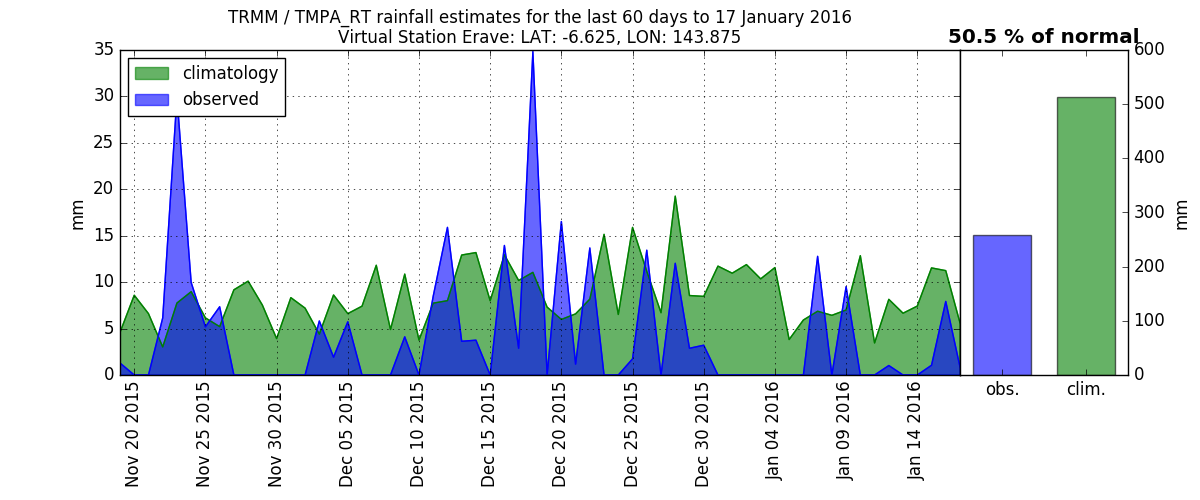 TRMM / TMPA_RT rainfall estimates for the last 60 days to 17 January 2016
Virtual Station Erave: LAT: -6.625, LON: 143.875
50.5 % of normal
climatology
observed
mm
35
30
25
20
15
10
5
0
Nov 20 2015
Nov 25 2015
Nov 30 2015
Dec 05 2015
Dec 10 2015
Dec 15 2015
Dec 20 2015
Dec 25 2015
Dec 30 2015
Jan 04 2016
Jan 09 2016
Jan 14 2016
obs.
clim.
600
500
400
300
200
100
0
mm